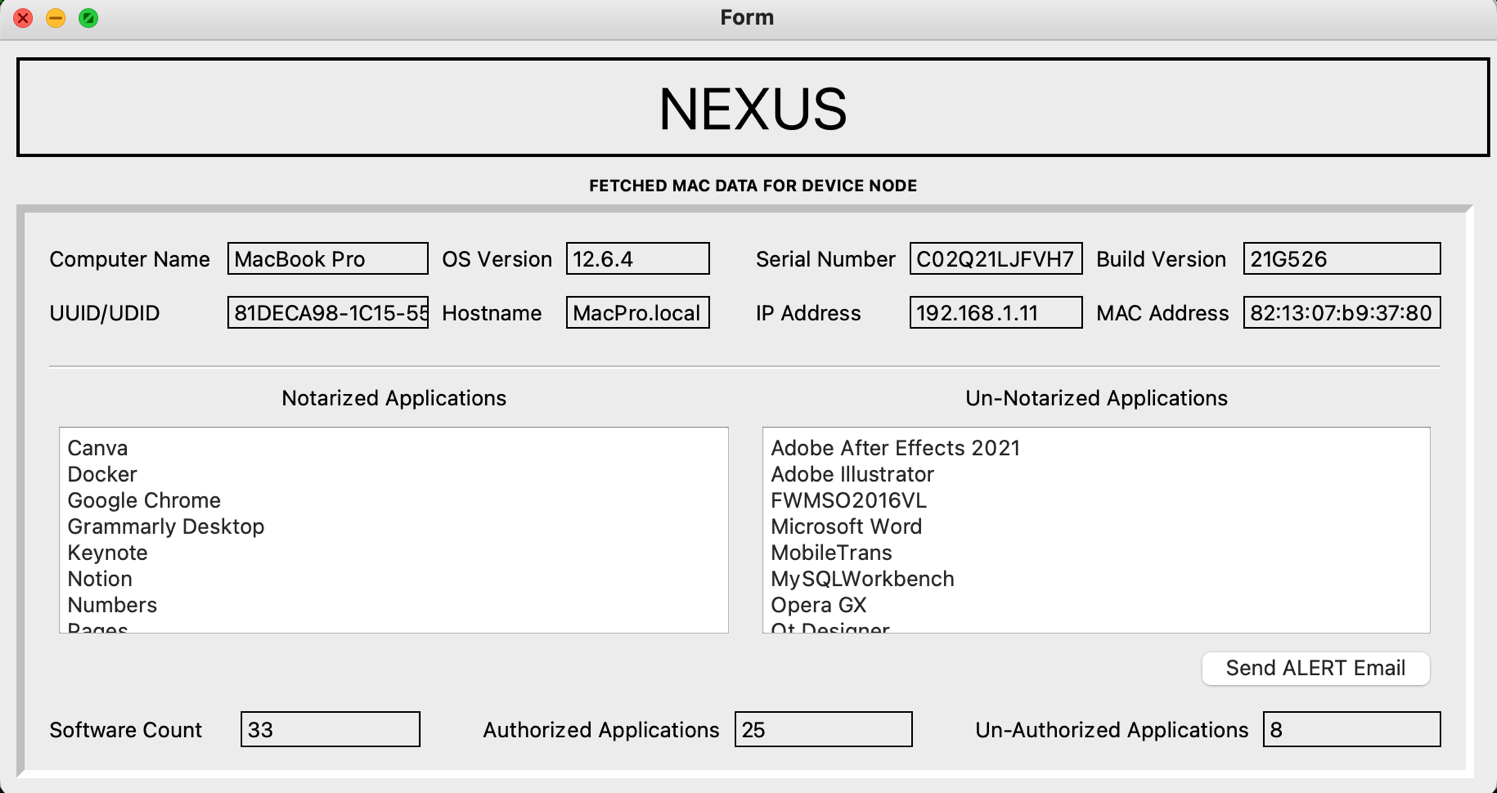 Form
NEXUS
FETCHED MAC DATA FOR DEVICE NODE
Computer Name MacBook Pro OS Version 12.6.4 Serial Number C02Q21LJFVH7 Build Version 21G526
UUID/UDID 81DECA98-1C15-55 Hostname MacPro.local IP Address 192.168.1.11 MAC Address 82:13:07:b9:37:80
Notarized Applications
Canva
Docker
Google Chrome
Grammarly Desktop
Keynote
Notion
Numbers
Pages
Un-Notarized Applications
Adobe After Effects 2021
Adobe Illustrator
FWMSO2016VL
Microsoft Word
MobileTrans
MySQLWorkbench
Opera GX
Qt Designer
Send ALERT Email
Software Count 33 Authorized Applications 25 Un-Authorized Applications 8